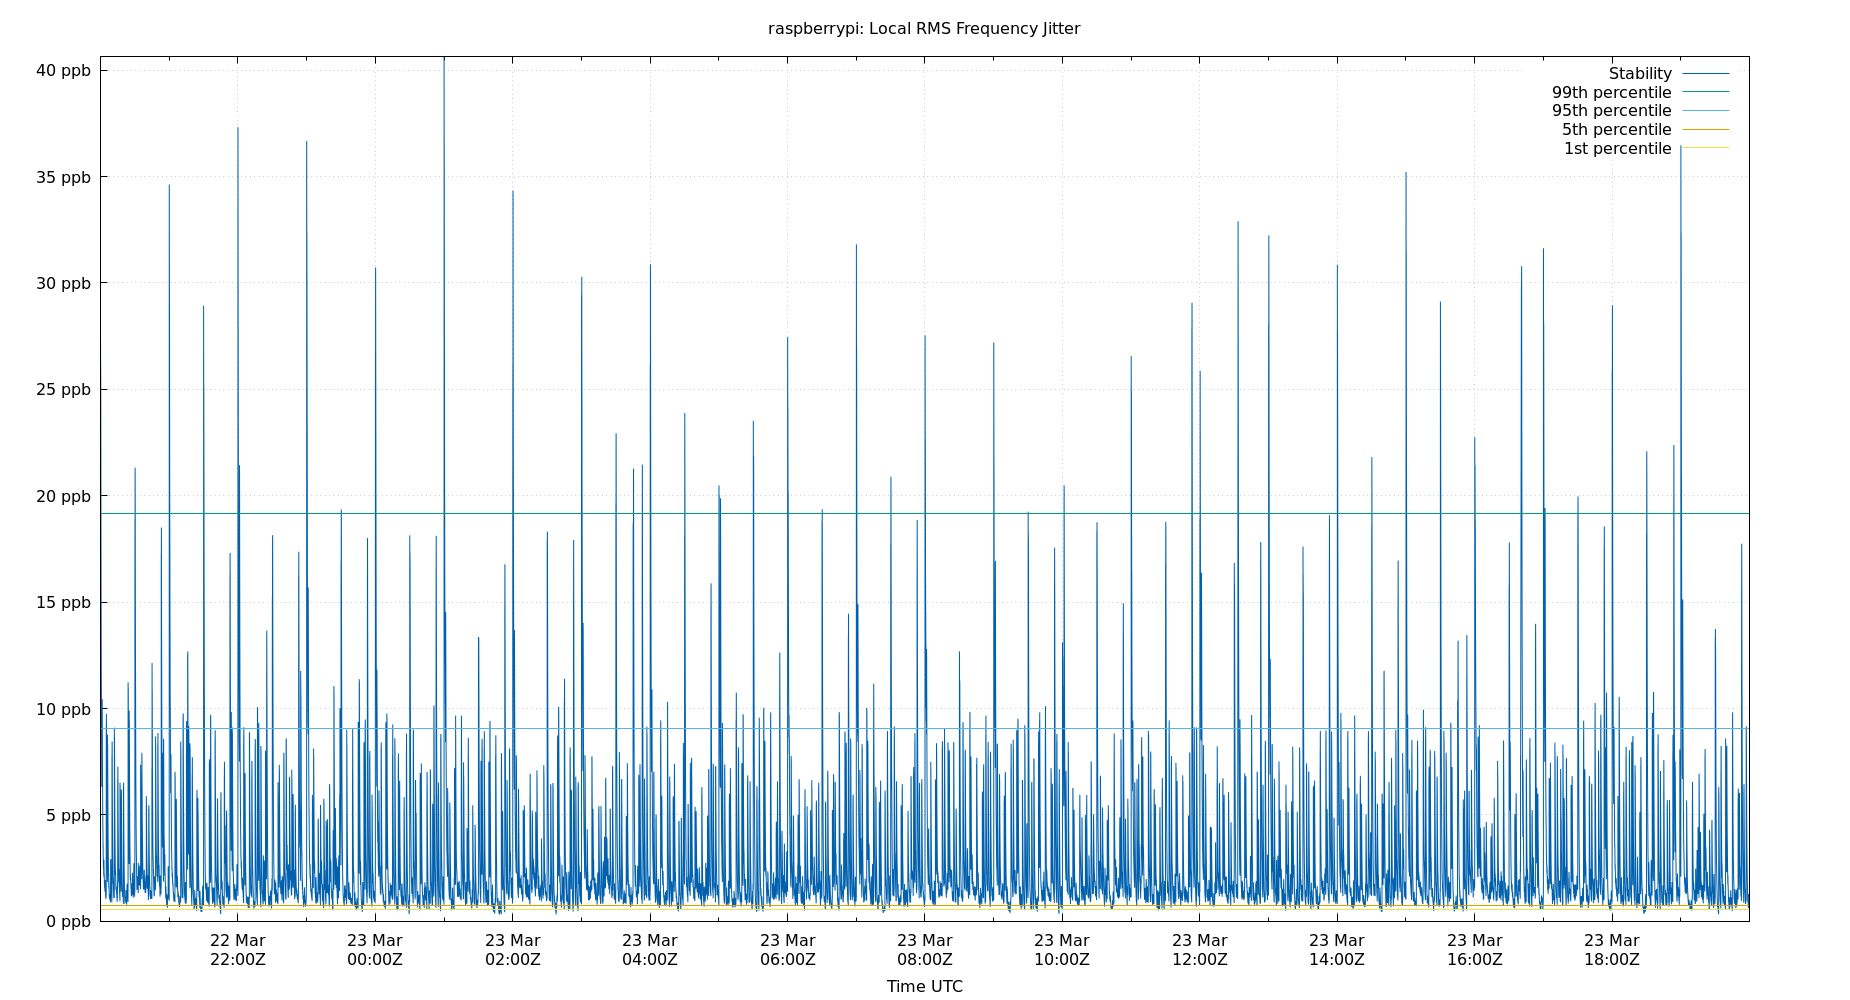 raspberrypi: Local RMS Frequency Jitter
40 ppb
35 ppb
30 ppb
25 ppb
20 ppb
15 ppb
10 ppb
5 ppb
0 ppb
Stability
99th percentile
95th percentile
5th percentile
1st percentile
22 Mar 23 Mar 23 Mar 23 Mar 23 Mar 23 Mar 23 Mar 23 Mar 23 Mar 23 Mar 23 Mar
22:00Z 00:00Z 02:00Z 04:00Z 06:00Z 08:00Z 10:00Z 12:00Z 14:00Z 16:00Z 18:00Z
Time UTC